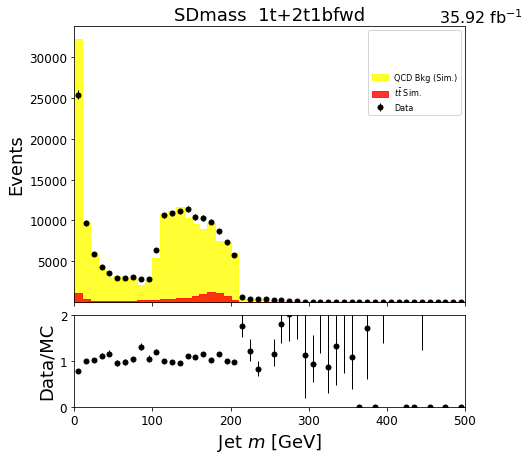 SDmass 1t+2t1bfwd
35.92 fb⁻¹
Events
30000
25000
20000
15000
10000
5000
QCD Bkg (Sim.)
tt̄ Sim.
Data
Data/MC
2
1
0
0 100 200 300 400 500
Jet m [GeV]